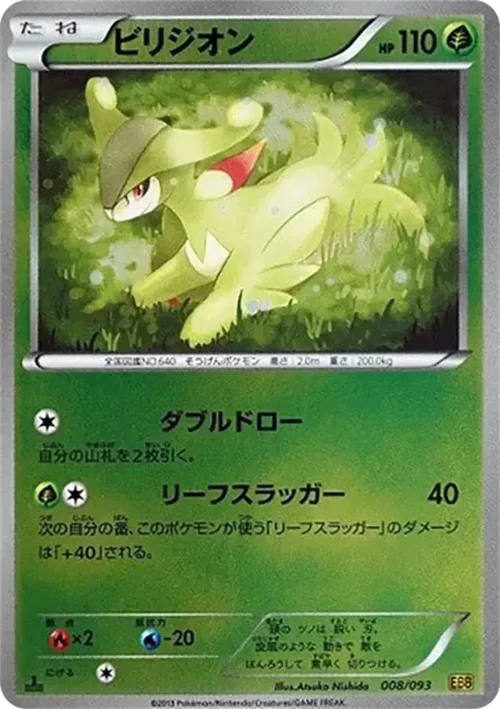 たね ビリジオン HP 110
全国図鑑NO.640 そうげんポケモン 高さ:2.0m 重さ:200.0kg
ダブルドロー
自分の山札を2枚引く。
リーフスラッガー 40
次の自分の番、このポケモンが使う「リーフスラッガー」のダメージ
は「+40」される。
弱点 抵抗力
×2 -20
にげる
頭の ツノは 鋭い 刃。
旋風のような 動きで 敵を
ほんろうして 素早く 切りつける。
Illus.Atsuko Nishida 008/093 EBB
©2013 Pokémon/Nintendo/Creatures/GAME FREAK.